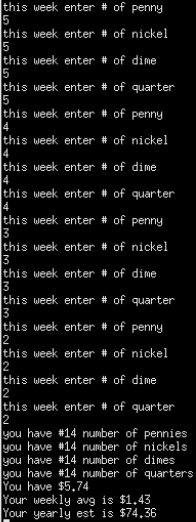 this week enter # of penny
5
this week enter # of nickel
5
this week enter # of dime
5
this week enter # of quarter
5
this week enter # of penny
4
this week enter # of nickel
4
this week enter # of dime
4
this week enter # of quarter
4
this week enter # of penny
3
this week enter # of nickel
3
this week enter # of dime
3
this week enter # of quarter
3
this week enter # of penny
2
this week enter # of nickel
2
this week enter # of dime
2
this week enter # of quarter
2
you have #14 number of pennies
you have #14 number of nickels
you have #14 number of dimes
you have #14 number of quarters
You have $5.74
Your weekly avg is $1.43
Your yearly est is $74.36